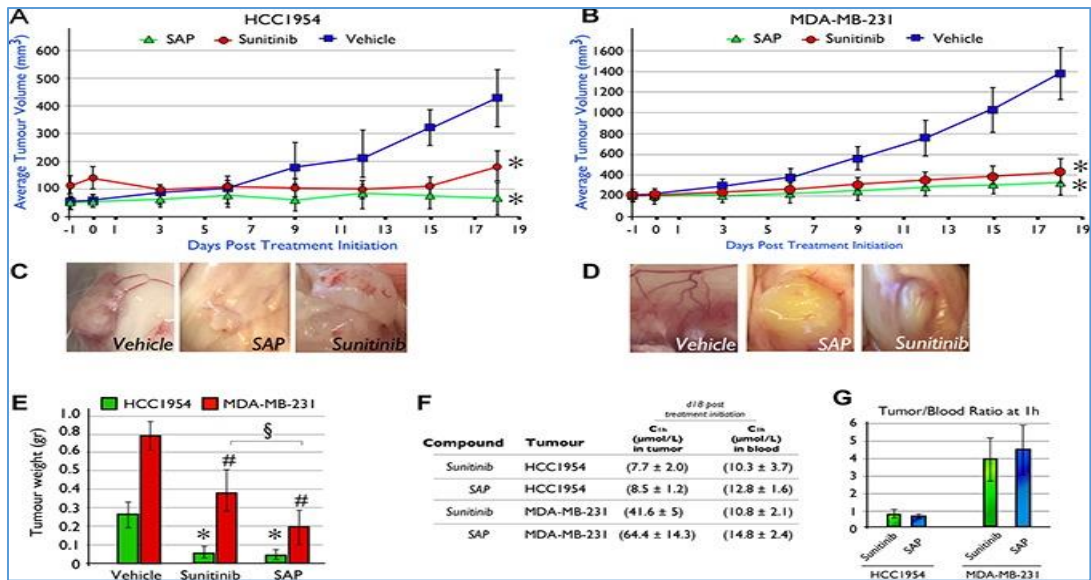 A
HCC1954
SAP Sunitinib Vehicle
Average Tumour Volume (mm³)
600
500
400
300
200
100
0
-1 0 1 3 5 7 9 11 13 15 17 19
Days Post Treatment Initiation
*
*
B
MDA-MB-231
SAP Sunitinib Vehicle
Average Tumour Volume (mm³)
1600
1400
1200
1000
800
600
400
200
0
-1 0 1 3 5 7 9 11 13 15 17 19
Days Post Treatment Initiation
*
*
C
Vehicle
SAP
Sunitinib
D
Vehicle
SAP
Sunitinib
E
HCC1954 MDA-MB-231
Tumour weight (gr)
1.0
0.8
0.6
0.5
0.3
0.2
0.1
0.0
§
* # * #
Vehicle Sunitinib SAP
F
d18 post
treatment initiation
Compound Tumour C1h (μmol/L) in tumor C1h (μmol/L) in blood
Sunitinib HCC1954 (7.7 ± 2.0) (10.3 ± 3.7)
SAP HCC1954 (8.5 ± 1.2) (12.8 ± 1.6)
Sunitinib MDA-MB-231 (41.6 ± 5) (10.8 ± 2.1)
SAP MDA-MB-231 (64.4 ± 14.3) (14.8 ± 2.4)
G
Tumor/Blood Ratio at 1h
6
5
4
3
2
1
0
Sunitinib SAP Sunitinib SAP
HCC1954 MDA-MB-231